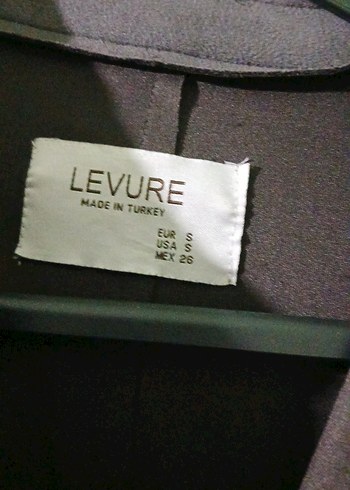 LEVURE
MADE IN TURKEY
EUR S
USA S
MEX 26